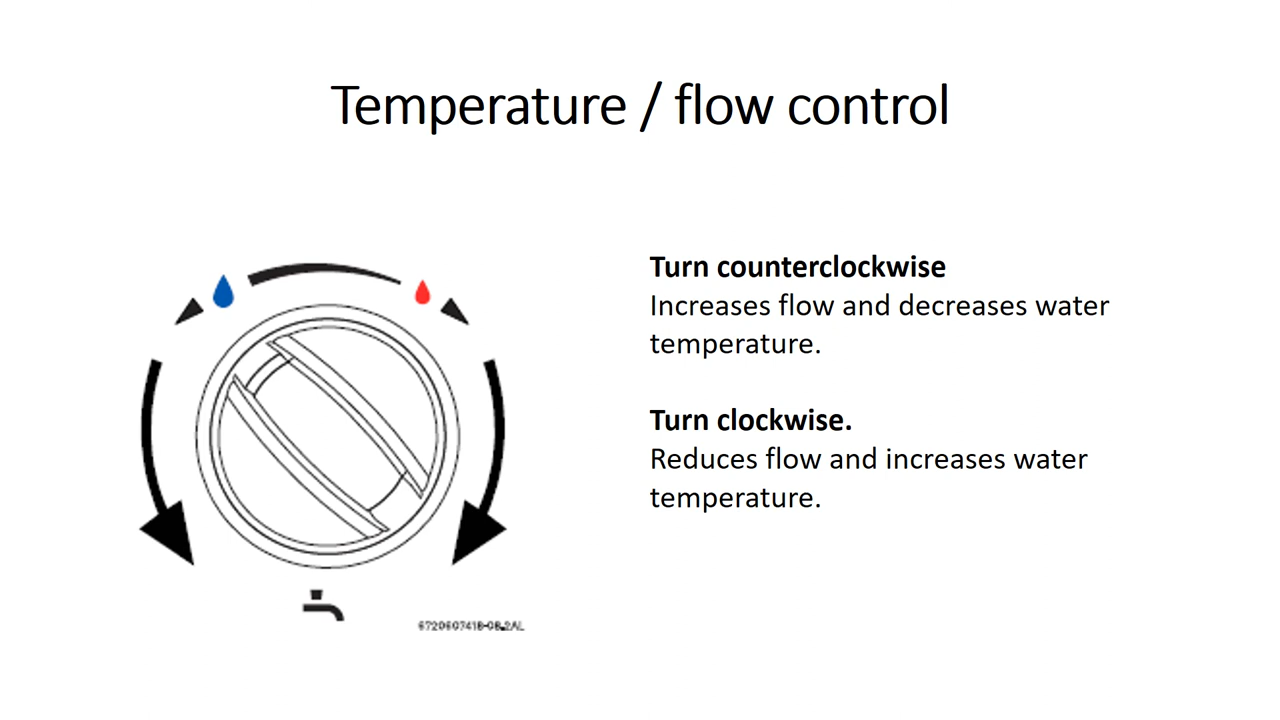 Temperature / flow control
Turn counterclockwise
Increases flow and decreases water
temperature.
Turn clockwise.
Reduces flow and increases water
temperature.